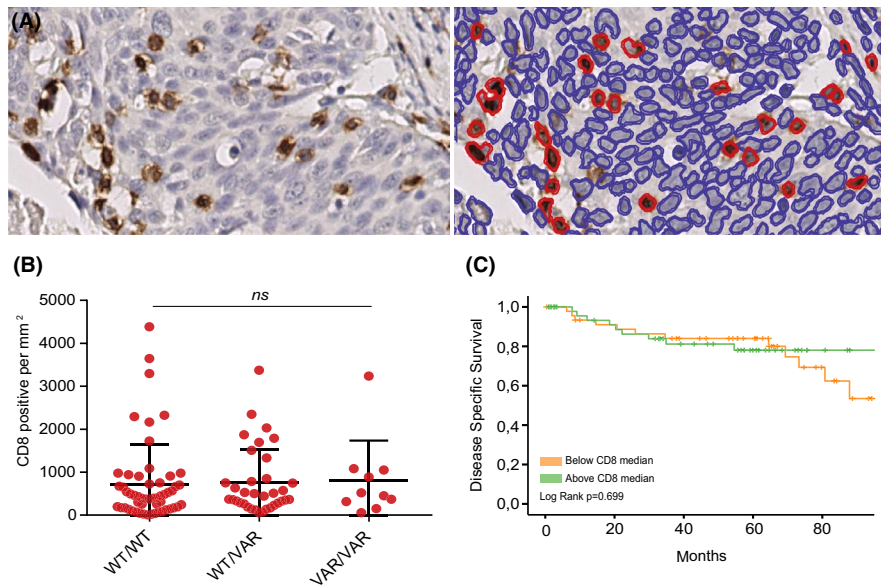 (A)
(B)
ns
CD8 positive per mm²
5000
4000
3000
2000
1000
0
WT/WT
WT/VAR
VAR/VAR
(C)
Disease Specific Survival
1,0
0,8
0,6
0,4
0,2
0,0
Below CD8 median
Above CD8 median
Log Rank p=0.699
0 20 40 60 80
Months